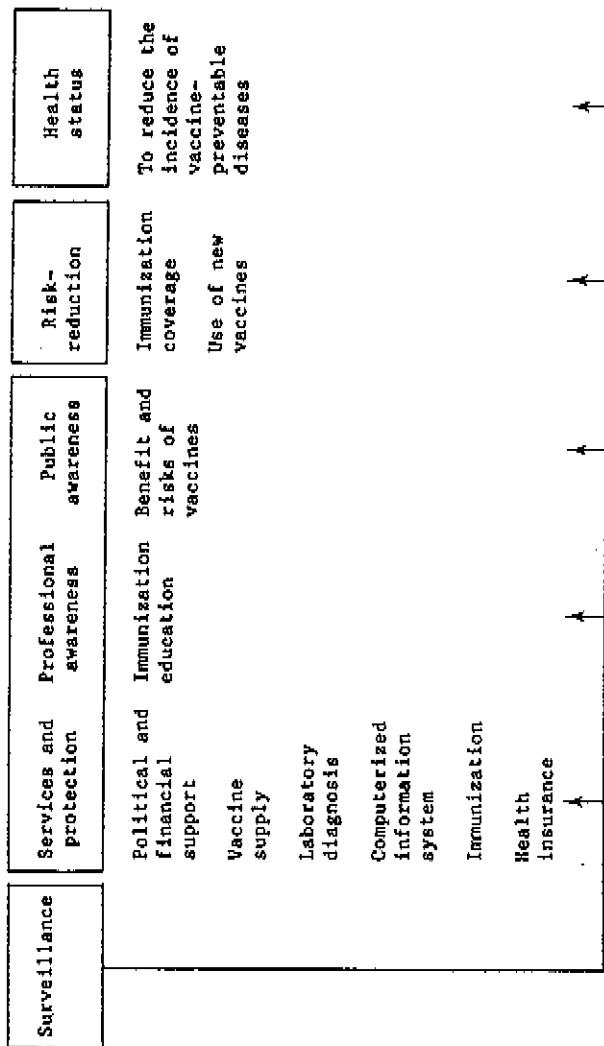 Surveillance
Services and
protection
Professional
awareness
Public
awareness
Risk-
reduction
Health
status
Political and
financial
support
Vaccine
supply
Laboratory
diagnosis
Computerized
information
system
Immunization
Health
insurance
Immunization
education
Benefit and
risks of
vaccines
Immunization
coverage
Use of new
vaccines
To reduce the
incidence of
vaccine-
preventable
diseases